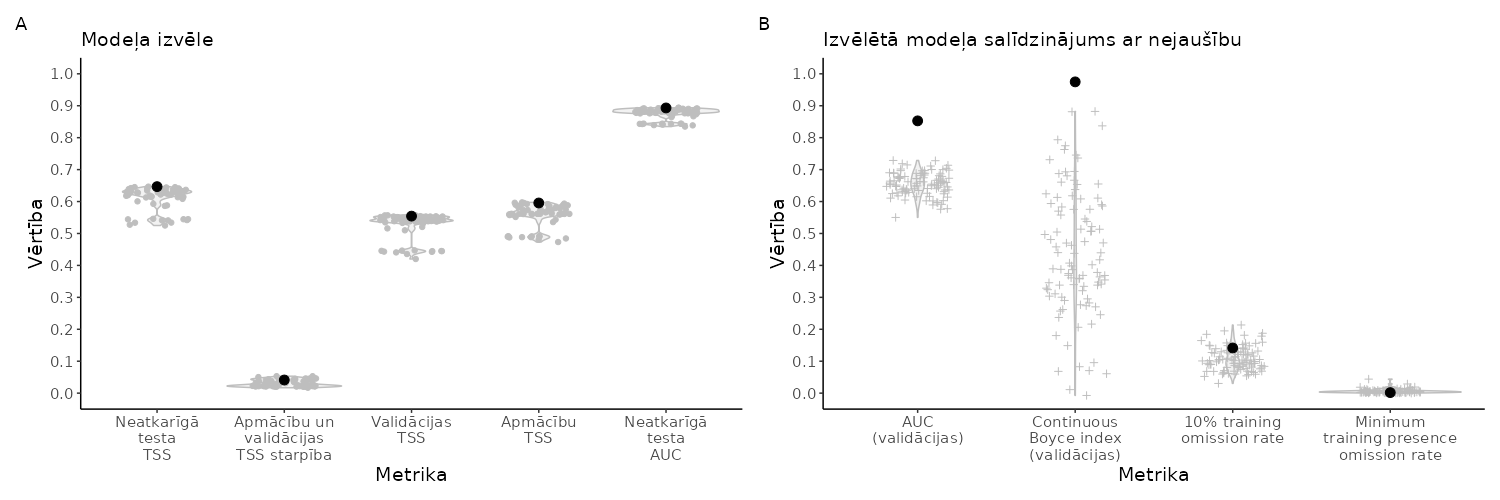 A
Modeļa izvēle
Vērtība
1.0
0.9
0.8
0.7
0.6
0.5
0.4
0.3
0.2
0.1
0.0
Neatkarīgā
testa
TSS
Apmācību un
validācijas
TSS starpība
Validācijas
TSS
Apmācību
TSS
Neatkarīgā
testa
AUC
Metrika
B
Izvēlētā modeļa salīdzinājums ar nejaušību
Vērtība
1.0
0.9
0.8
0.7
0.6
0.5
0.4
0.3
0.2
0.1
0.0
AUC
(validācijas)
Continuous
Boyce index
(validācijas)
10% training
omission rate
Minimum
training presence
omission rate
Metrika